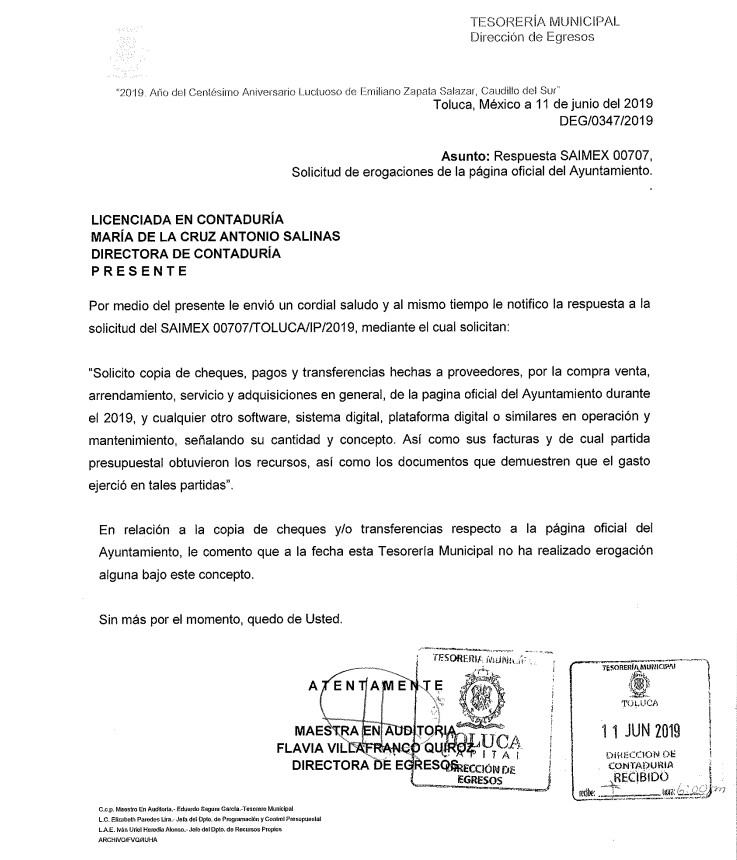 TESORERÍA MUNICIPAL
Dirección de Egresos
"2019. Año del Centésimo Aniversario Luctuoso de Emiliano Zapata Salazar, Caudillo del Sur"
Toluca, México a 11 de junio del 2019
DEG/0347/2019
Asunto: Respuesta SAIMEX 00707,
Solicitud de erogaciones de la página oficial del Ayuntamiento.
.
LICENCIADA EN CONTADURÍA
MARÍA DE LA CRUZ ANTONIO SALINAS
DIRECTORA DE CONTADURÍA
P R E S E N T E
Por medio del presente le envió un cordial saludo y al mismo tiempo le notifico la respuesta a la
solicitud del SAIMEX 00707/TOLUCA/IP/2019, mediante el cual solicitan:
"Solicito copia de cheques, pagos y transferencias hechas a proveedores, por la compra venta,
arrendamiento, servicio y adquisiciones en general, de la pagina oficial del Ayuntamiento durante
el 2019, y cualquier otro software, sistema digital, plataforma digital o similares en operación y
mantenimiento, señalando su cantidad y concepto. Así como sus facturas y de cual partida
presupuestal obtuvieron los recursos, así como los documentos que demuestren que el gasto
ejerció en tales partidas".
En relación a la copia de cheques y/o transferencias respecto a la página oficial del
Ayuntamiento, le comento que a la fecha esta Tesorería Municipal no ha realizado erogación
alguna bajo este concepto.
Sin más por el momento, quedo de Usted.
A T E N T A M E N T E
MAESTRA EN AUDITORIA
FLAVIA VILLAFRANCO QUIROZ
DIRECTORA DE EGRESOS
TESORERIA MUNICIPAL
TOLUCA
CAPITAL
DIRECCIÓN DE
EGRESOS
TESORERÍA MUNICIPAL
TOLUCA
11 JUN 2019
DIRECCION DE
CONTADURIA
RECIBIDO
recibe: hora: 6:00 pm
C.c.p. Maestro En Auditoria.- Eduardo Segura García.-Tesorero Municipal
L.C. Elizabeth Paredes Lira.- Jefa del Dpto. de Programación y Control Presupuestal
L.A.E. Iván Uriel Heredia Alonso.- Jefe del Dpto. de Recursos Propios
ARCHIVO/FVQ/IUHA